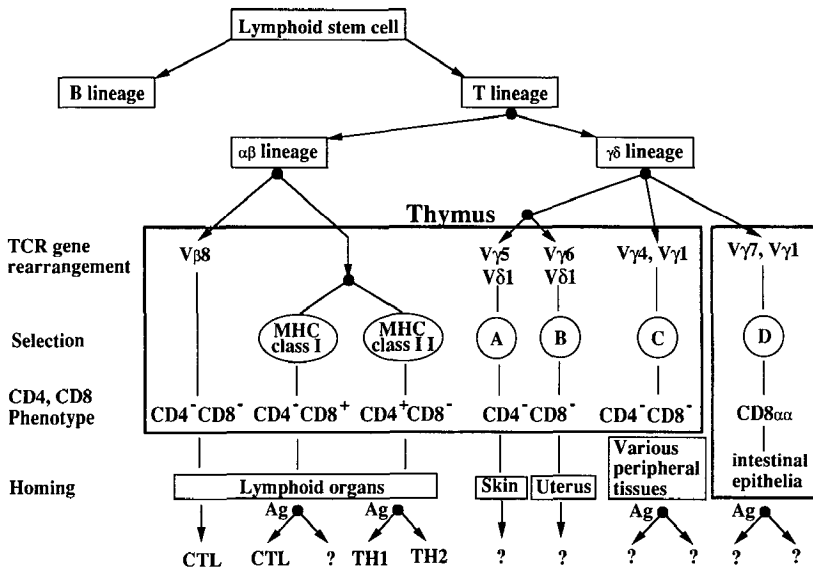 Lymphoid stem cell
B lineage
T lineage
αβ lineage
γδ lineage
Thymus
TCR gene
rearrangement
Vβ8
Vγ5
Vδ1
Vγ6
Vδ1
Vγ4, Vγ1
Vγ7, Vγ1
Selection
MHC
class I
MHC
class II
A
B
C
D
CD4, CD8
Phenotype
CD4⁻CD8⁻
CD4⁻CD8⁺
CD4⁺CD8⁻
CD4⁻CD8⁻
CD4⁻CD8⁻
CD8αα
Homing
Lymphoid organs
Skin
Uterus
Various
peripheral
tissues
intestinal
epithelia
Ag
Ag
Ag
Ag
CTL
CTL
?
TH1
TH2
?
?
?
?
?
?